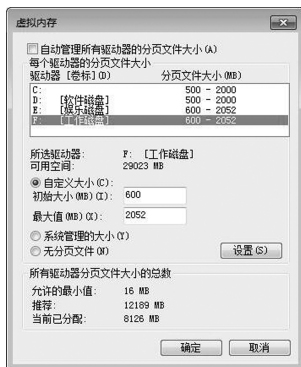 虚拟内存
自动管理所有驱动器的分页文件大小(A)
每个驱动器的分页文件大小
驱动器 [卷标](D) 分页文件大小(MB)
C: 500 - 2000
D: [软件磁盘] 500 - 2000
E: [娱乐磁盘] 600 - 2052
F: [工作磁盘] 600 - 2052
所选驱动器: F: [工作磁盘]
可用空间: 29023 MB
自定义大小(C):
初始大小(MB)(I): 600
最大值(MB)(X): 2052
系统管理的大小(Y)
无分页文件(N) 设置(S)
所有驱动器分页文件大小的总数
允许的最小值: 16 MB
推荐: 12189 MB
当前已分配: 8126 MB
确定 取消